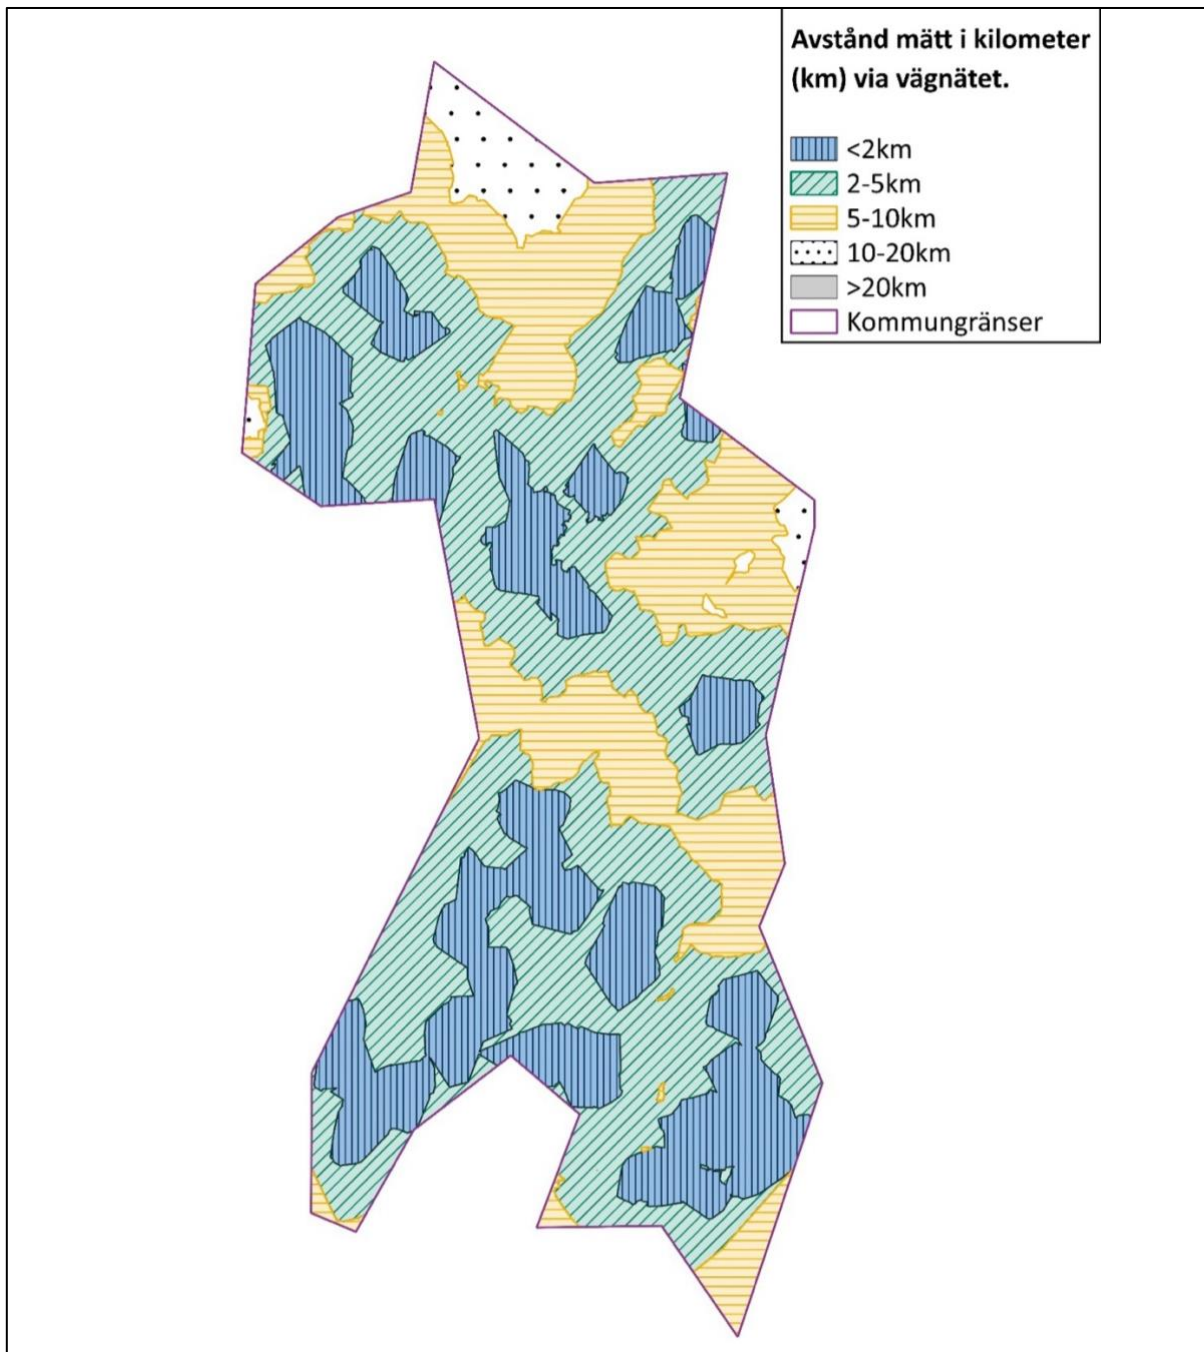 Avstånd mätt i kilometer
(km) via vägnätet.
<2km
2-5km
5-10km
10-20km
>20km
Kommungränser